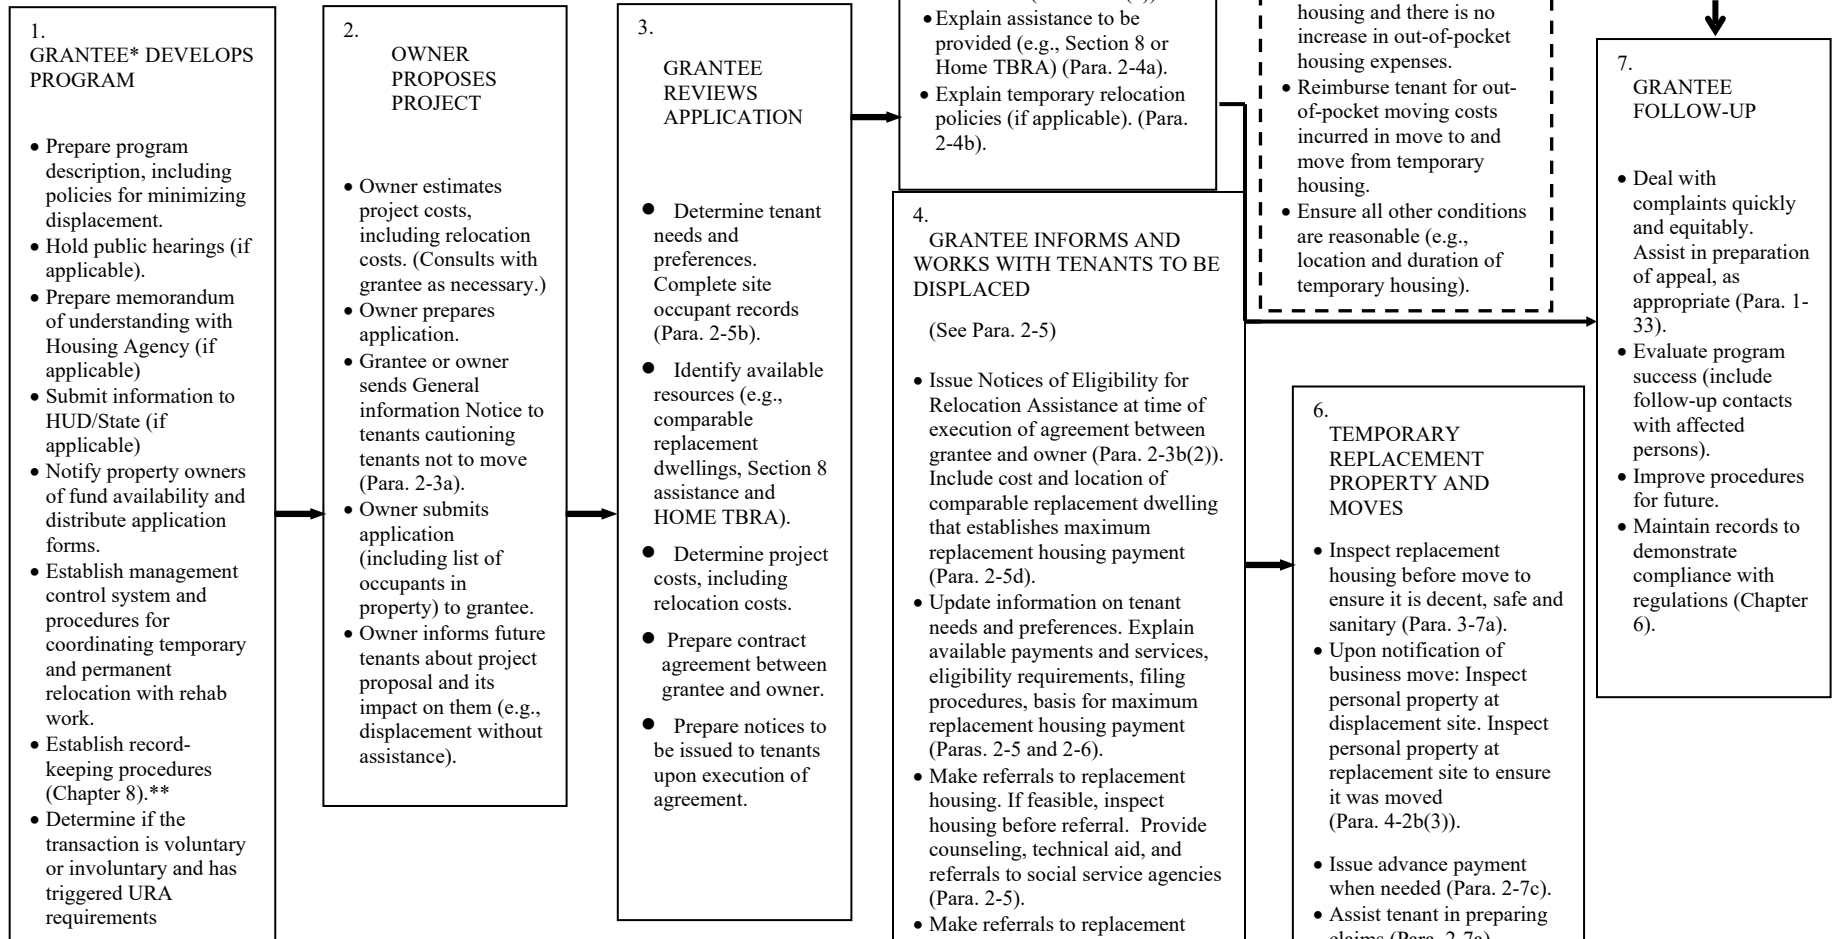 1.
GRANTEE* DEVELOPS
PROGRAM
• Prepare program
description, including
policies for minimizing
displacement.
• Hold public hearings (if
applicable).
• Prepare memorandum
of understanding with
Housing Agency (if
applicable)
• Submit information to
HUD/State (if
applicable)
• Notify property owners
of fund availability and
distribute application
forms.
• Establish management
control system and
procedures for
coordinating temporary
and permanent
relocation with rehab
work.
• Establish record-
keeping procedures
(Chapter 8).**
• Determine if the
transaction is voluntary
or involuntary and has
triggered URA
requirements
2.
OWNER
PROPOSES
PROJECT
• Owner estimates
project costs,
including relocation
costs. (Consults with
grantee as necessary.)
• Owner prepares
application.
• Grantee or owner
sends General
information Notice to
tenants cautioning
tenants not to move
(Para. 2-3a).
• Owner submits
application
(including list of
occupants in
property) to grantee.
• Owner informs future
tenants about project
proposal and its
impact on them (e.g.,
displacement without
assistance).
3.
GRANTEE
REVIEWS
APPLICATION
• Determine tenant
needs and
preferences.
Complete site
occupant records
(Para. 2-5b).
• Identify available
resources (e.g.,
comparable
replacement
dwellings, Section 8
assistance and
HOME TBRA).
• Determine project
costs, including
relocation costs.
• Prepare contract
agreement between
grantee and owner.
• Prepare notices to
be issued to tenants
upon execution of
agreement.
• Explain assistance to be
provided (e.g., Section 8 or
Home TBRA) (Para. 2-4a).
• Explain temporary relocation
policies (if applicable). (Para.
2-4b).
4.
GRANTEE INFORMS AND
WORKS WITH TENANTS TO BE
DISPLACED
(See Para. 2-5)
• Issue Notices of Eligibility for
Relocation Assistance at time of
execution of agreement between
grantee and owner (Para. 2-3b(2)).
Include cost and location of
comparable replacement dwelling
that establishes maximum
replacement housing payment
(Para. 2-5d).
• Update information on tenant
needs and preferences. Explain
available payments and services,
eligibility requirements, filing
procedures, basis for maximum
replacement housing payment
(Paras. 2-5 and 2-6).
• Make referrals to replacement
housing. If feasible, inspect
housing before referral. Provide
counseling, technical aid, and
referrals to social service agencies
(Para. 2-5).
• Make referrals to replacement
housing and there is no
increase in out-of-pocket
housing expenses.
• Reimburse tenant for out-
of-pocket moving costs
incurred in move to and
move from temporary
housing.
• Ensure all other conditions
are reasonable (e.g.,
location and duration of
temporary housing).
6.
TEMPORARY
REPLACEMENT
PROPERTY AND
MOVES
• Inspect replacement
housing before move to
ensure it is decent, safe and
sanitary (Para. 3-7a).
• Upon notification of
business move: Inspect
personal property at
displacement site. Inspect
personal property at
replacement site to ensure
it was moved
(Para. 4-2b(3)).
• Issue advance payment
when needed (Para. 2-7c).
• Assist tenant in preparing
claims (Para. 2-7a)
7.
GRANTEE
FOLLOW-UP
• Deal with
complaints quickly
and equitably.
Assist in preparation
of appeal, as
appropriate (Para. 1-
33).
• Evaluate program
success (include
follow-up contacts
with affected
persons).
• Improve procedures
for future.
• Maintain records to
demonstrate
compliance with
regulations (Chapter
6).